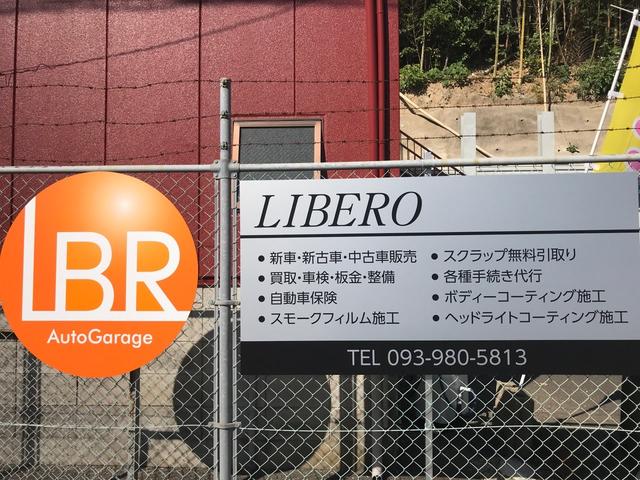 LBR
AutoGarage
LIBERO
● 新車・新古車・中古車販売
● 買取・車検・板金・整備
● 自動車保険
● スモークフィルム施工
● スクラップ無料引取り
● 各種手続き代行
● ボディーコーティング施工
● ヘッドライトコーティング施工
TEL 093-980-5813